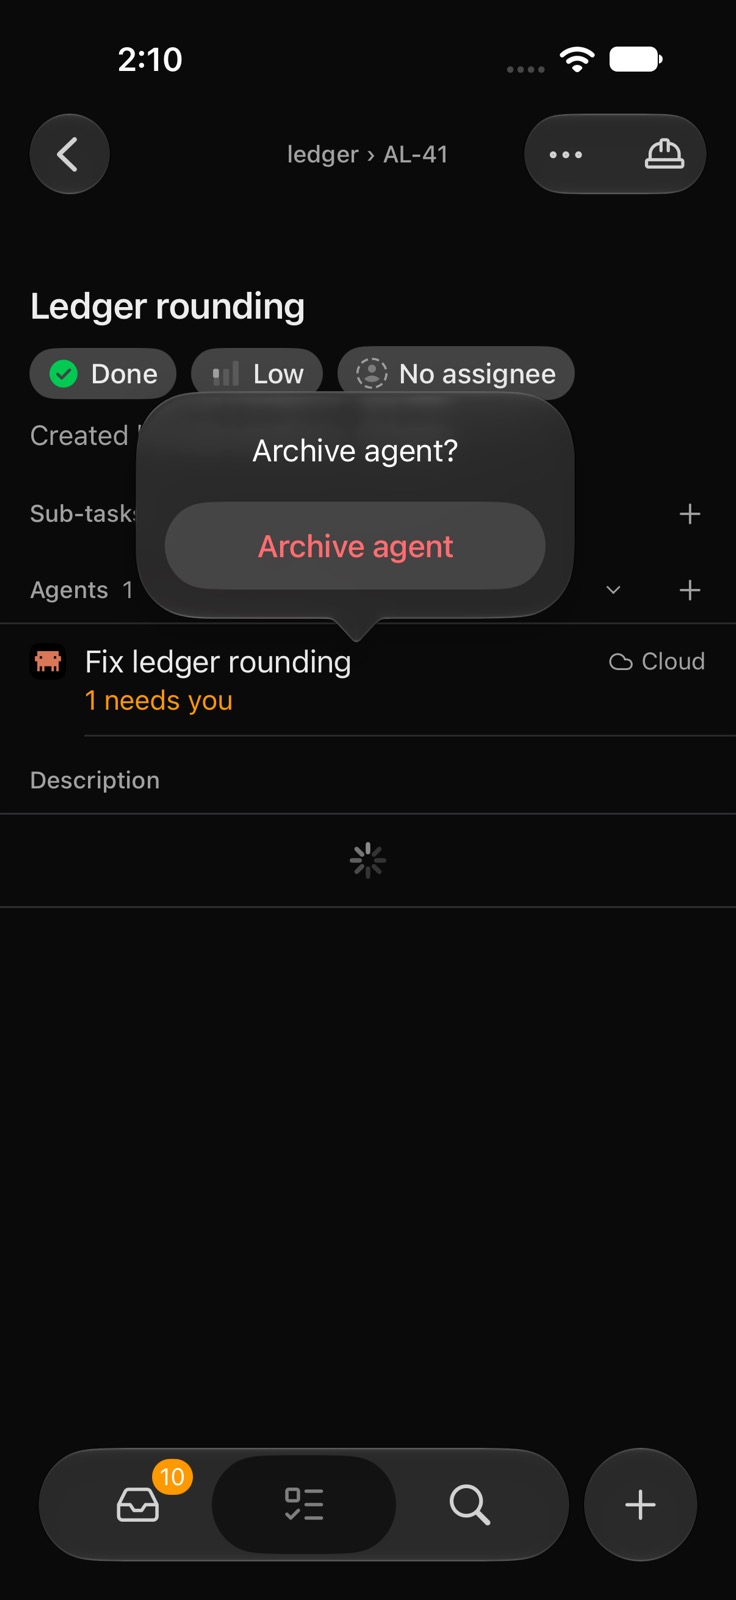 2:10
ledger › AL-41
Ledger rounding
Done
Low
No assignee
Created
Archive agent?
Sub-tasks
Archive agent
Agents 1
Fix ledger rounding
Cloud
1 needs you
Description
10